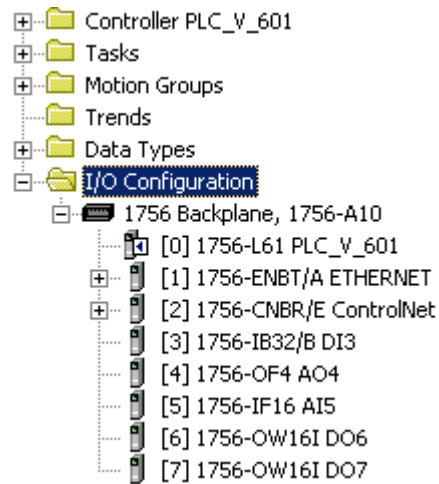 Controller PLC_V_601
Tasks
Motion Groups
Trends
Data Types
I/O Configuration
1756 Backplane, 1756-A10
[0] 1756-L61 PLC_V_601
[1] 1756-ENBT/A ETHERNET
[2] 1756-CNBR/E ControlNet
[3] 1756-IB32/B DI3
[4] 1756-OF4 AO4
[5] 1756-IF16 AI5
[6] 1756-OW16I DO6
[7] 1756-OW16I DO7